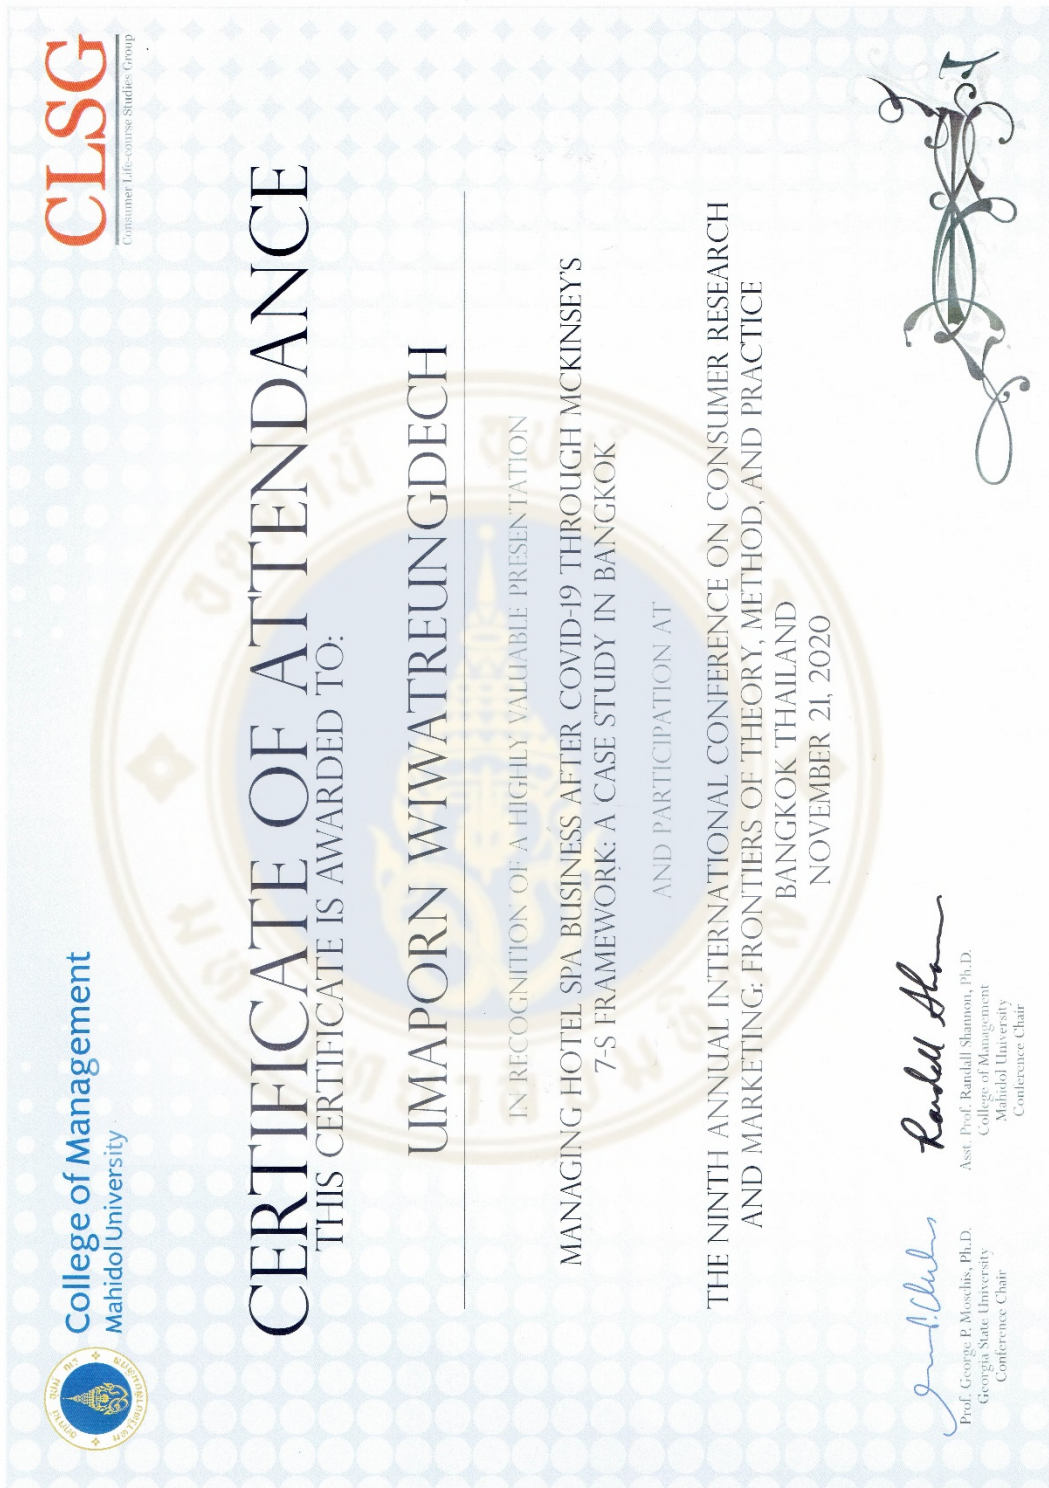 College of Management
Mahidol University
CLSG
Consumer Life-course Studies Group
CERTIFICATE OF ATTENDANCE
THIS CERTIFICATE IS AWARDED TO:
UMAPORN WIWATREUNGDECH
IN RECOGNITION OF A HIGHLY VALUABLE PRESENTATION
MANAGING HOTEL SPA BUSINESS AFTER COVID-19 THROUGH MCKINSEY'S
7-S FRAMEWORK: A CASE STUDY IN BANGKOK
AND PARTICIPATION AT
THE NINTH ANNUAL INTERNATIONAL CONFERENCE ON CONSUMER RESEARCH
AND MARKETING: FRONTIERS OF THEORY, METHOD, AND PRACTICE
BANGKOK THAILAND
NOVEMBER 21, 2020
Prof. George P. Moschis, Ph.D.
Georgia State University
Conference Chair
Randall Shannon
Asst. Prof. Randall Shannon, Ph.D.
College of Management
Mahidol University
Conference Chair